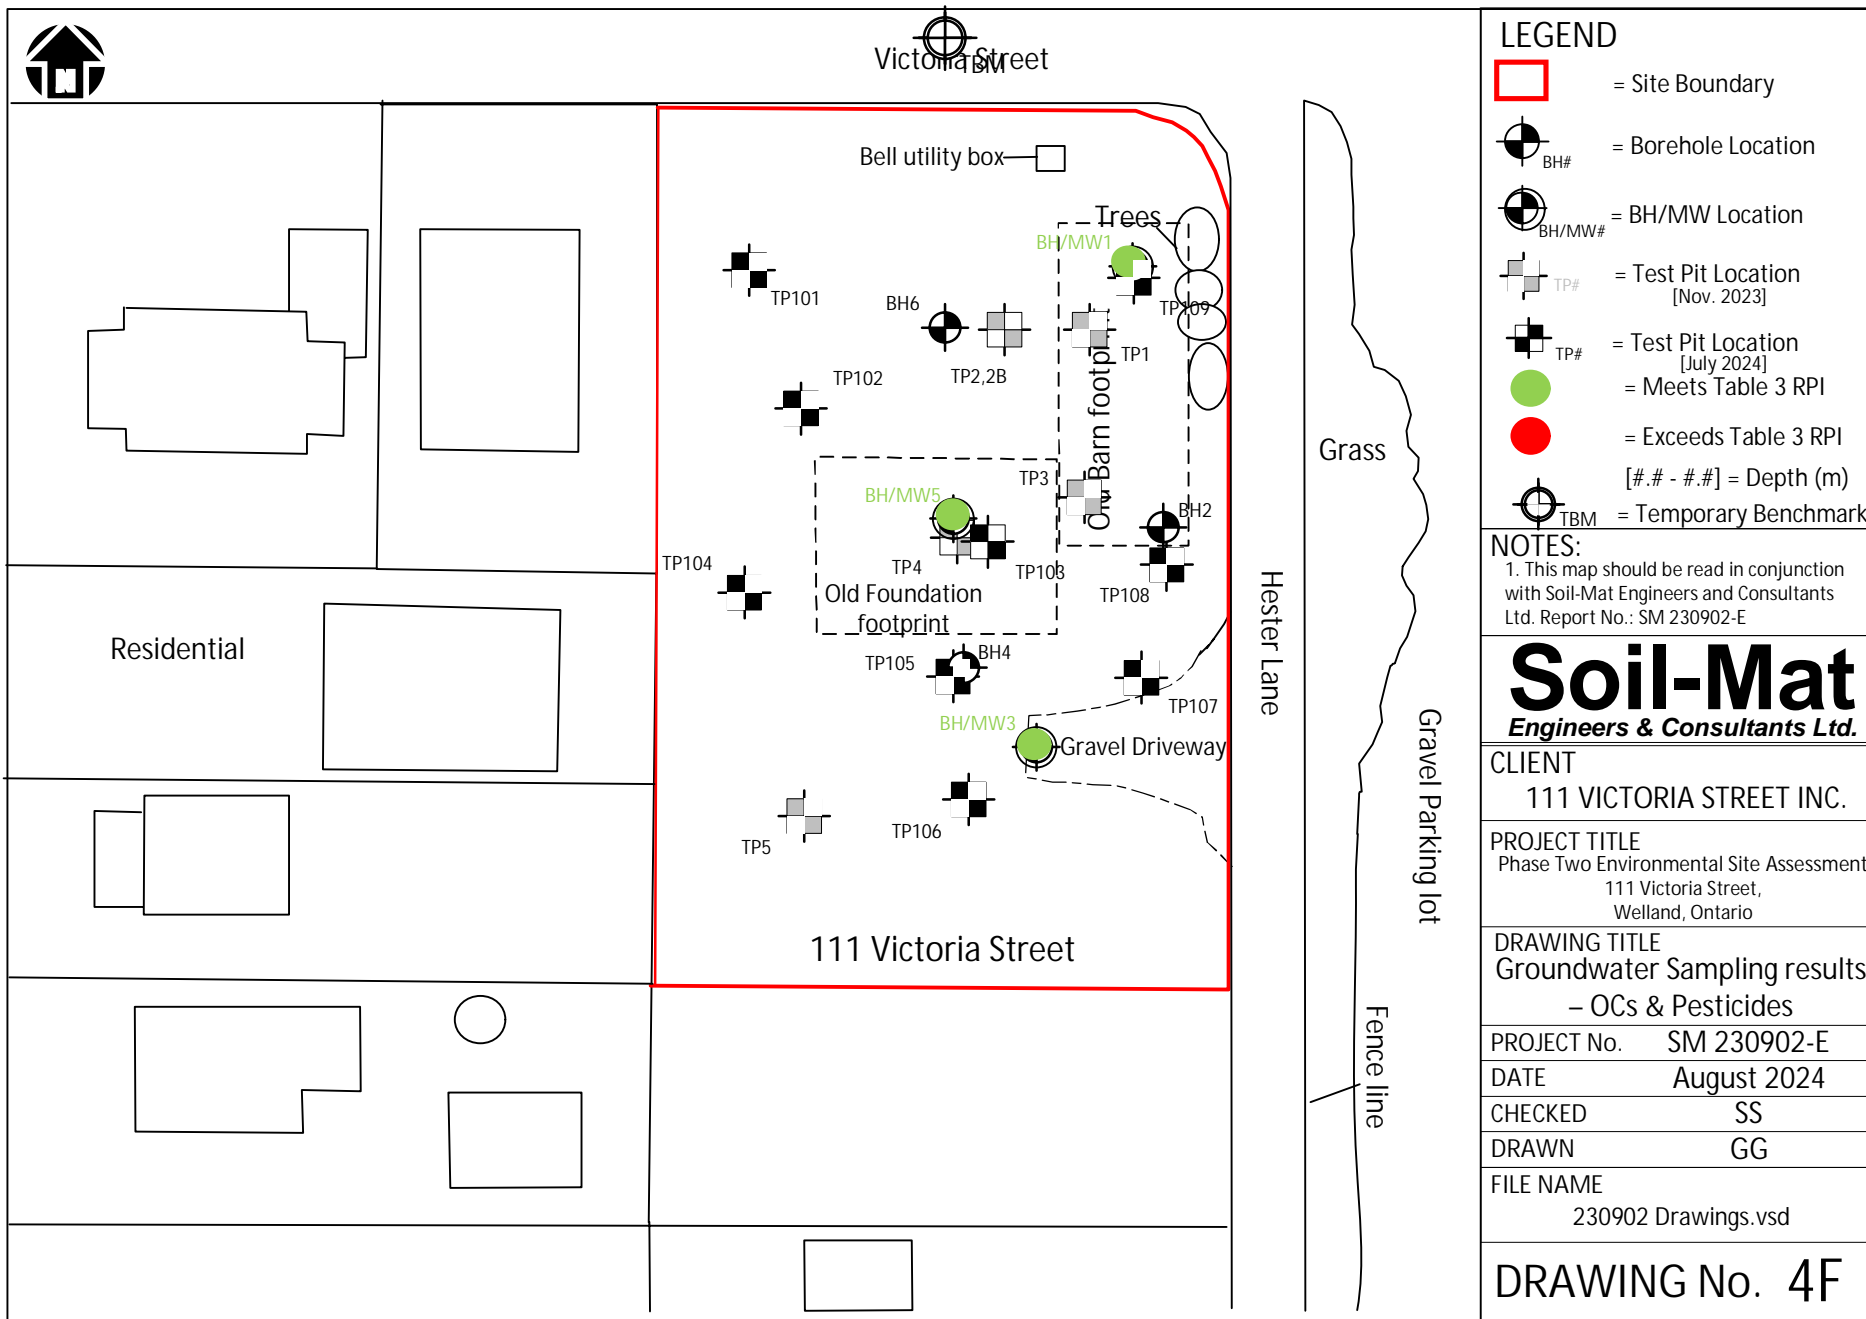 N
Victoria Street
TBM
Bell utility box
Trees
BH/MW1
TP109
TP101
BH6
TP2,2B
TP1
TP102
Old Barn footprint
TP3
BH2
BH/MW5
TP4
TP103
TP108
TP104
Old Foundation
footprint
TP105
BH4
TP107
BH/MW3
Gravel Driveway
TP106
TP5
111 Victoria Street
Residential
Hester Lane
Grass
Gravel Parking lot
Fence line
LEGEND
= Site Boundary
BH#
= Borehole Location
BH/MW#
= BH/MW Location
TP#
= Test Pit Location
[Nov. 2023]
TP#
= Test Pit Location
[July 2024]
= Meets Table 3 RPI
= Exceeds Table 3 RPI
[#.# - #.#] = Depth (m)
TBM
= Temporary Benchmark
NOTES:
1. This map should be read in conjunction
with Soil-Mat Engineers and Consultants
Ltd. Report No.: SM 230902-E
Soil-Mat
Engineers & Consultants Ltd.
CLIENT
111 VICTORIA STREET INC.
PROJECT TITLE
Phase Two Environmental Site Assessment
111 Victoria Street,
Welland, Ontario
DRAWING TITLE
Groundwater Sampling results
– OCs & Pesticides
PROJECT No. SM 230902-E
DATE August 2024
CHECKED SS
DRAWN GG
FILE NAME
230902 Drawings.vsd
DRAWING No. 4F